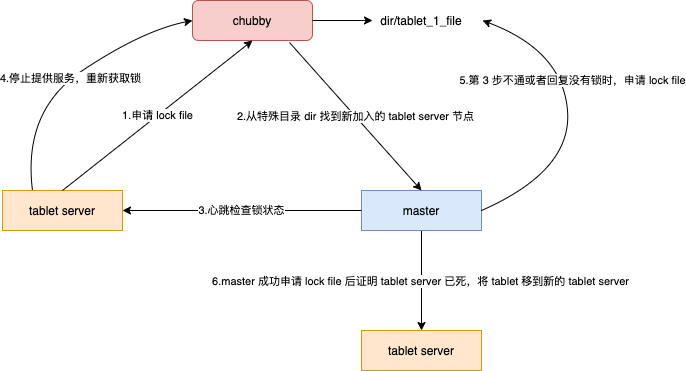 chubby
dir/tablet_1_file
4.停止提供服务，重新获取锁
5.第 3 步不通或者回复没有锁时，申请 lock file
1.申请 lock file
2.从特殊目录 dir 找到新加入的 tablet server 节点
tablet server
3.心跳检查锁状态
master
6.master 成功申请 lock file 后证明 tablet server 已死，将 tablet 移到新的 tablet server
tablet server